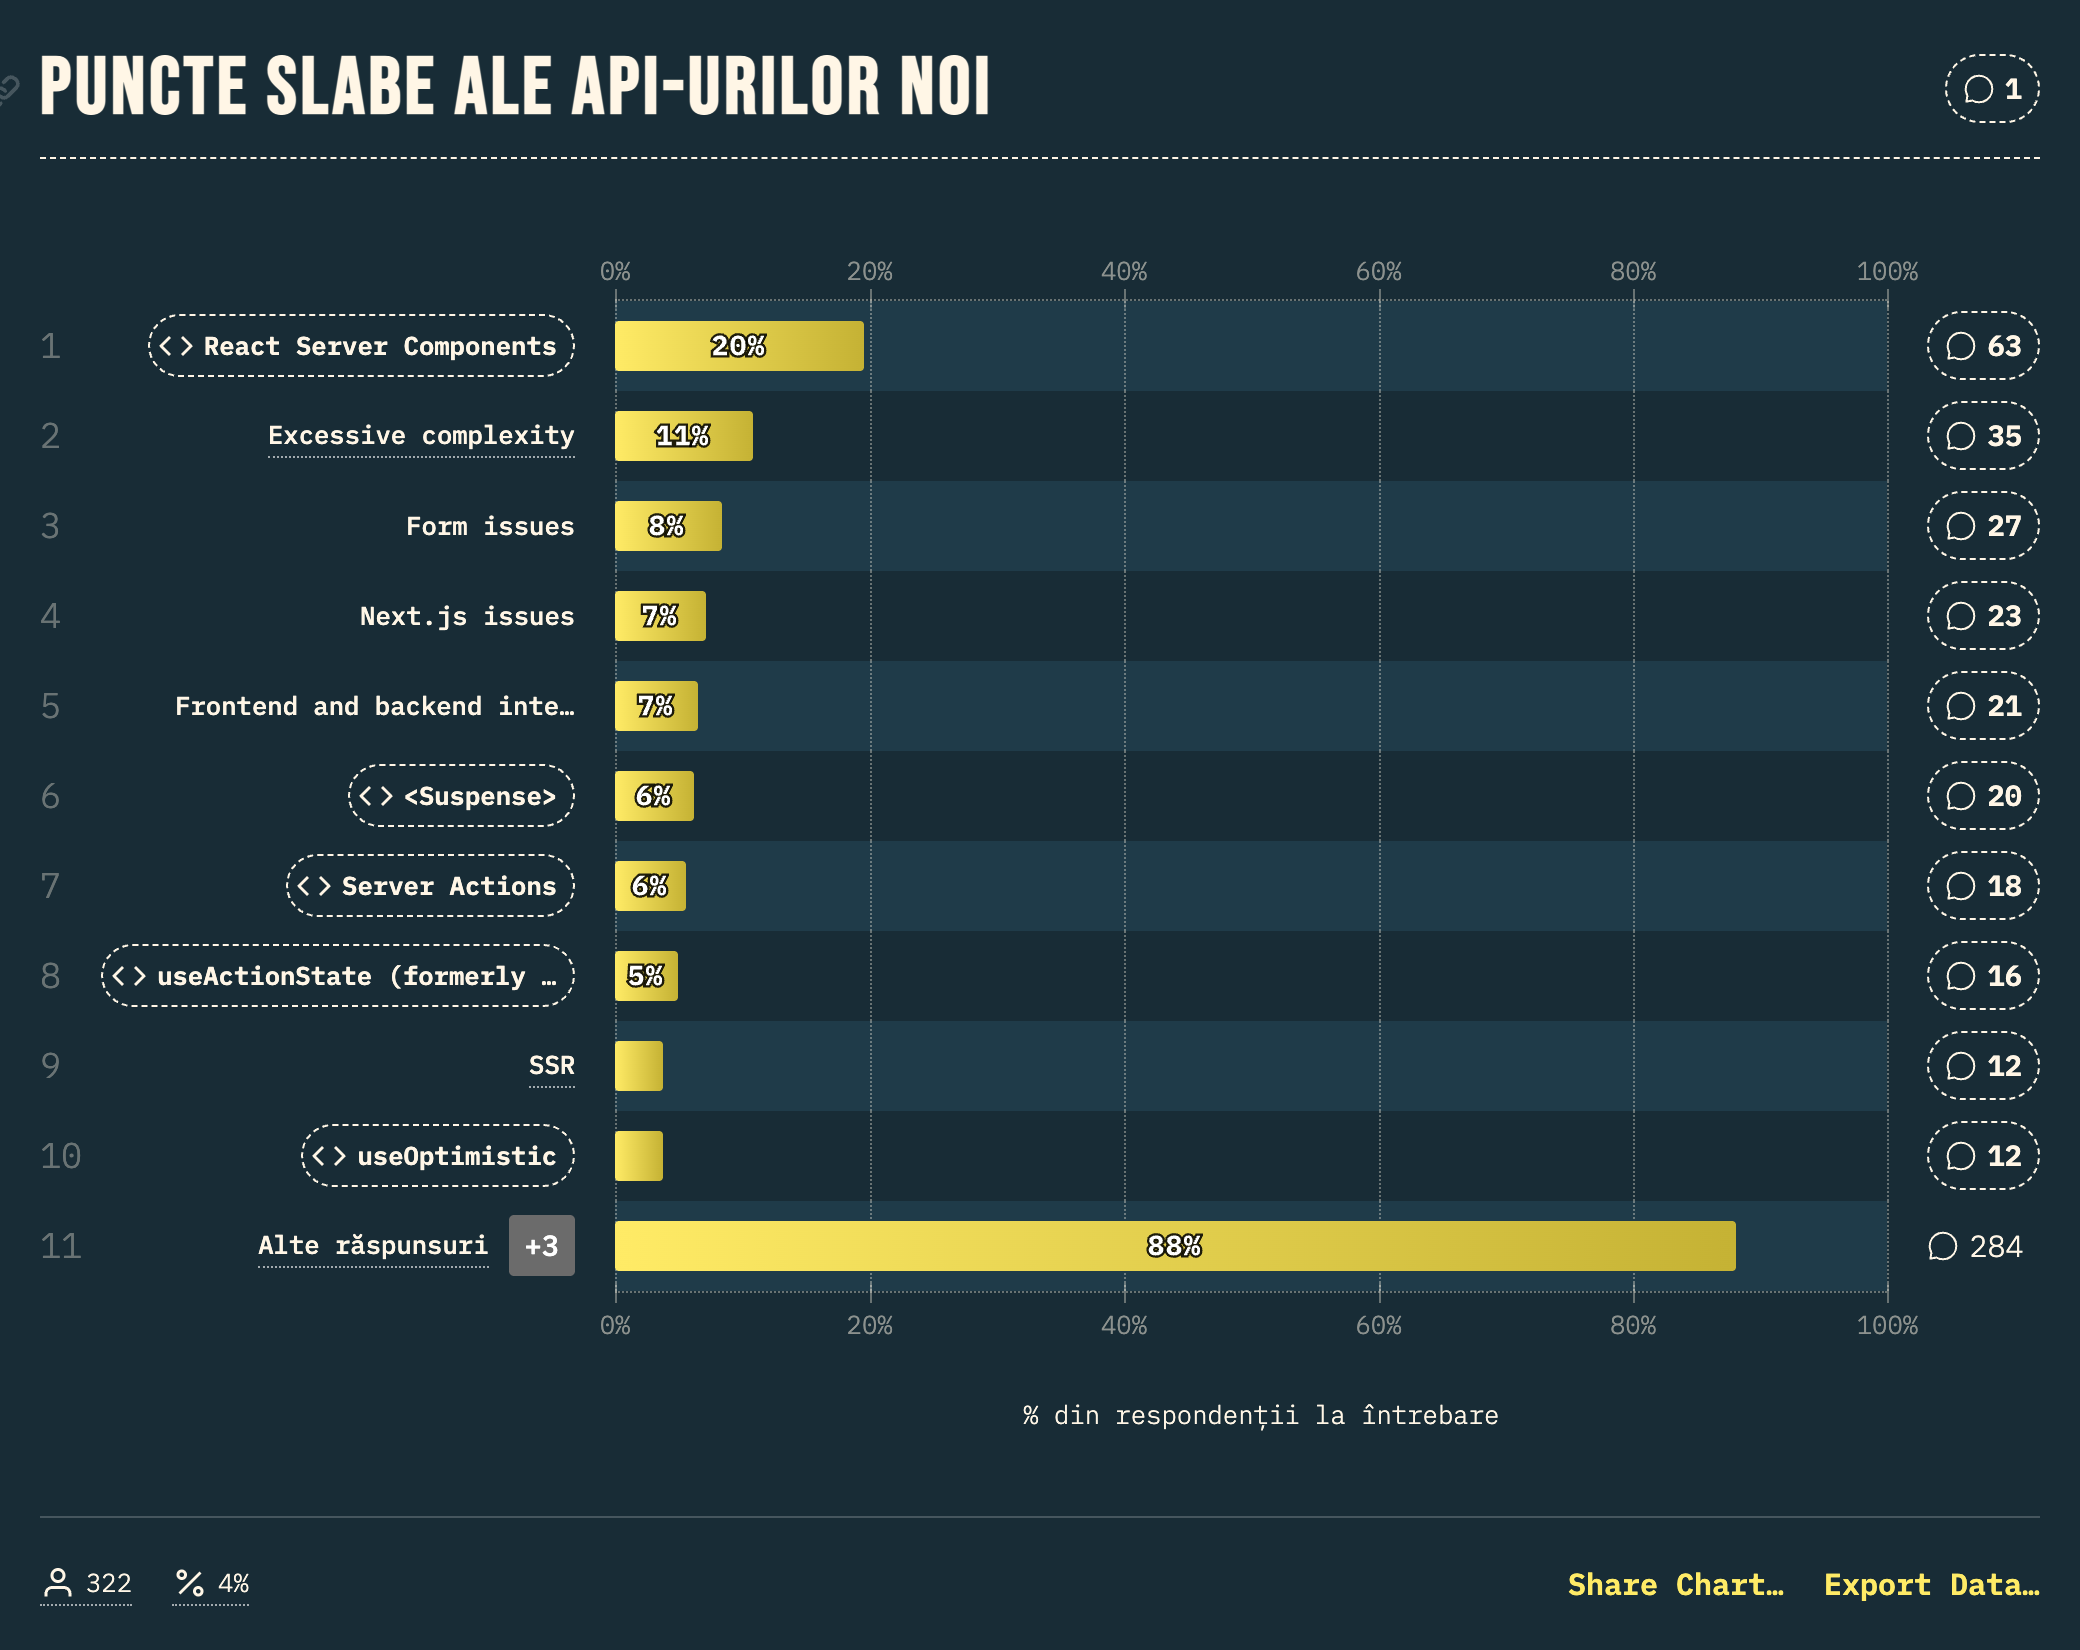 PUNCTE SLABE ALE API-URILOR NOI
1
0% 20% 40% 60% 80% 100%
1 <> React Server Components 20% 63
2 Excessive complexity 11% 35
3 Form issues 8% 27
4 Next.js issues 7% 23
5 Frontend and backend inte… 7% 21
6 <> <Suspense> 6% 20
7 <> Server Actions 6% 18
8 <> useActionState (formerly … 5% 16
9 SSR 12
10 <> useOptimistic 12
11 Alte răspunsuri +3 88% 284
0% 20% 40% 60% 80% 100%
% din respondenții la întrebare
322 % 4% Share Chart… Export Data…